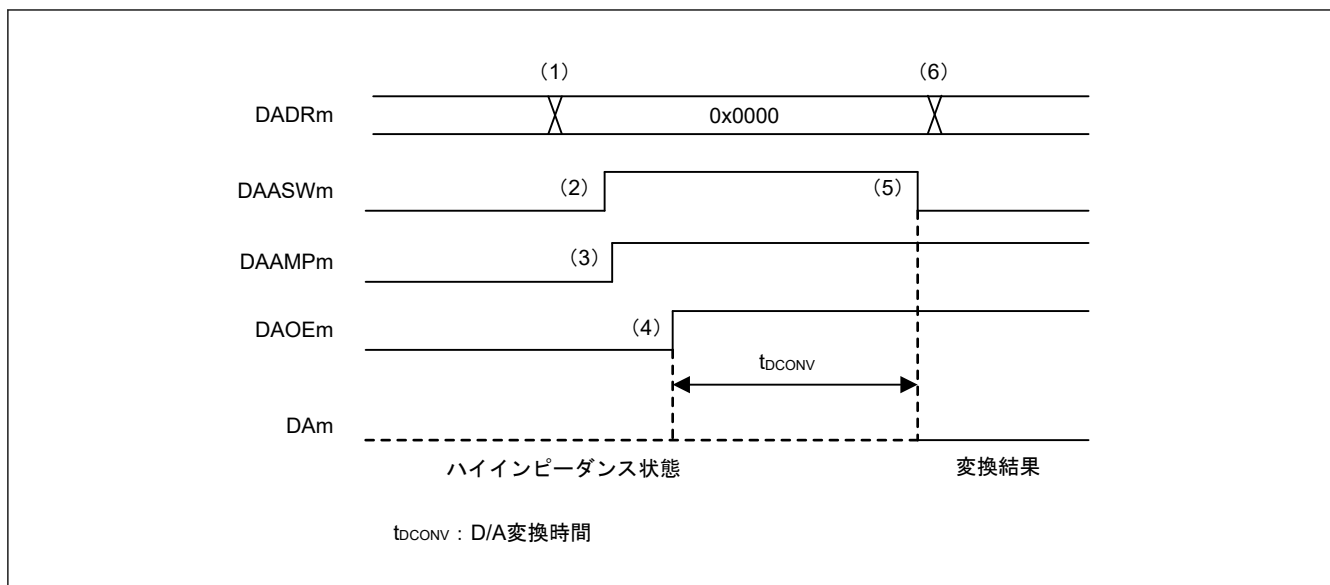 （1） （6）
DADRm 0x0000
DAASWm （2） （5）
DAAMPm （3）
DAOEm （4）
tDCONV
DAm
ハイインピーダンス状態 変換結果
tDCONV：D/A変換時間